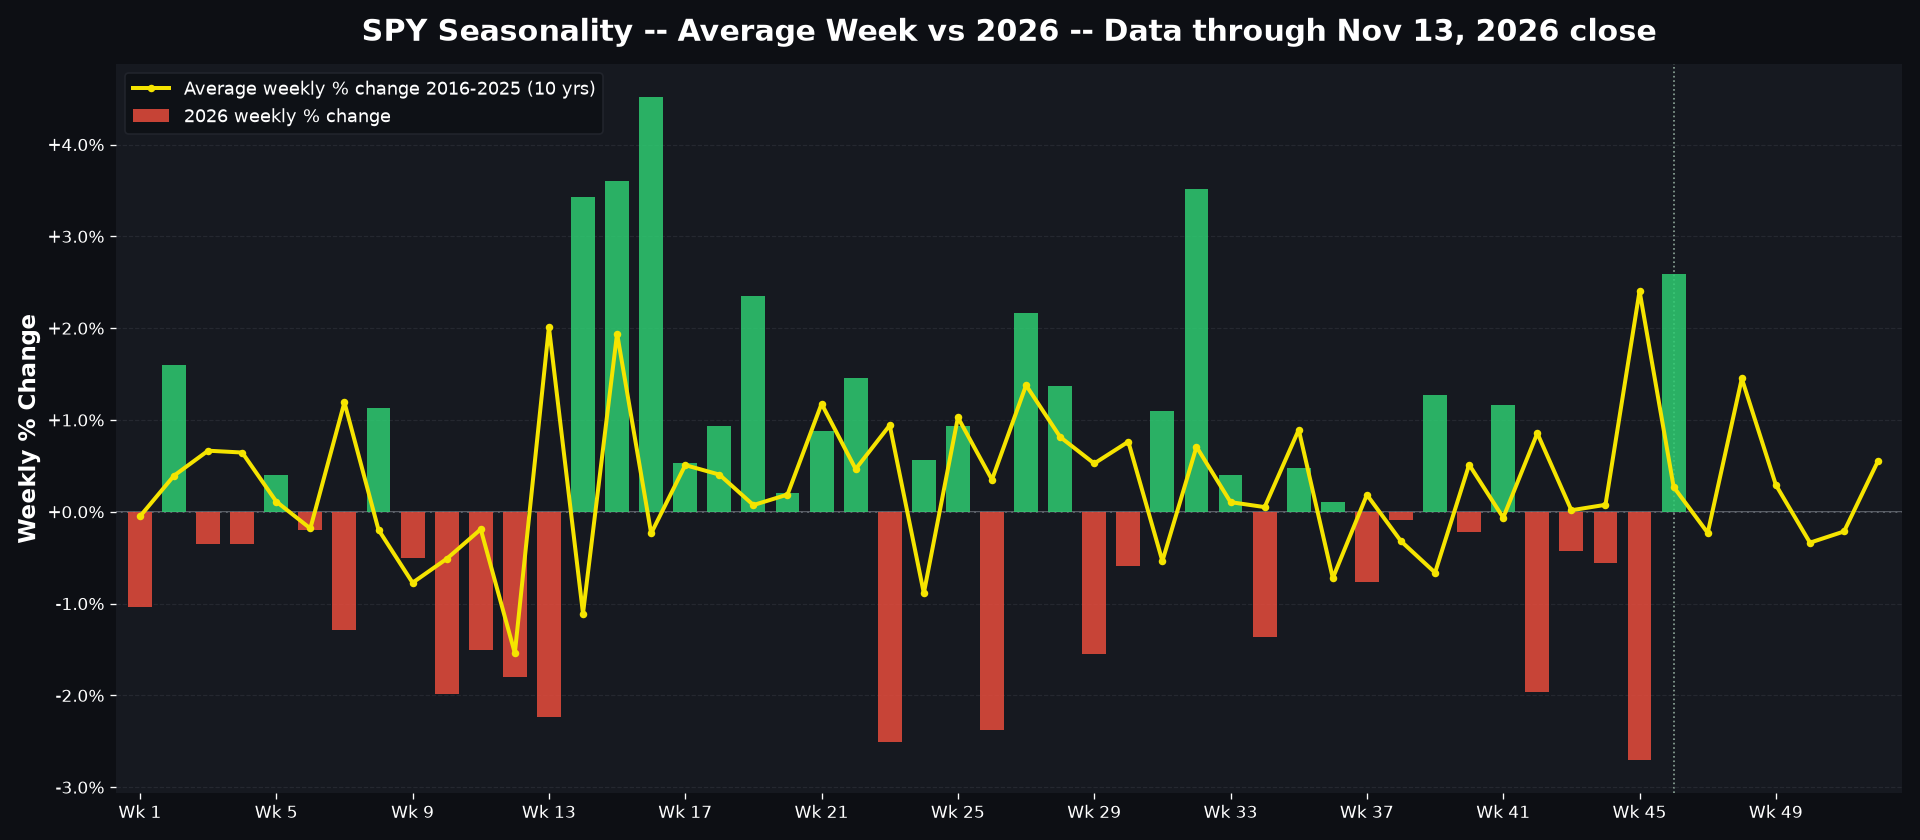 SPY Seasonality -- Average Week vs 2026 -- Data through Nov 13, 2026 close
Average weekly % change 2016-2025 (10 yrs)
2026 weekly % change
Weekly % Change
+4.0%
+3.0%
+2.0%
+1.0%
+0.0%
-1.0%
-2.0%
-3.0%
Wk 1 Wk 5 Wk 9 Wk 13 Wk 17 Wk 21 Wk 25 Wk 29 Wk 33 Wk 37 Wk 41 Wk 45 Wk 49